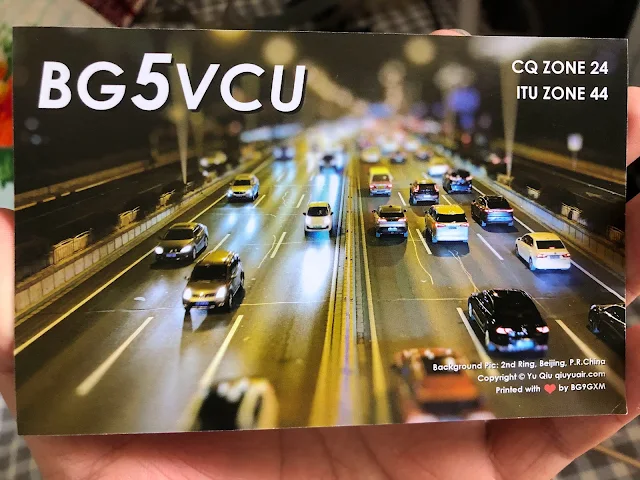 BG5VCU
CQ ZONE 24
ITU ZONE 44
Background Pic: 2nd Ring, Beijing, P.R.China
Copyright © Yu Qiu qiuyuair.com
Printed with ❤ by BG9GXM